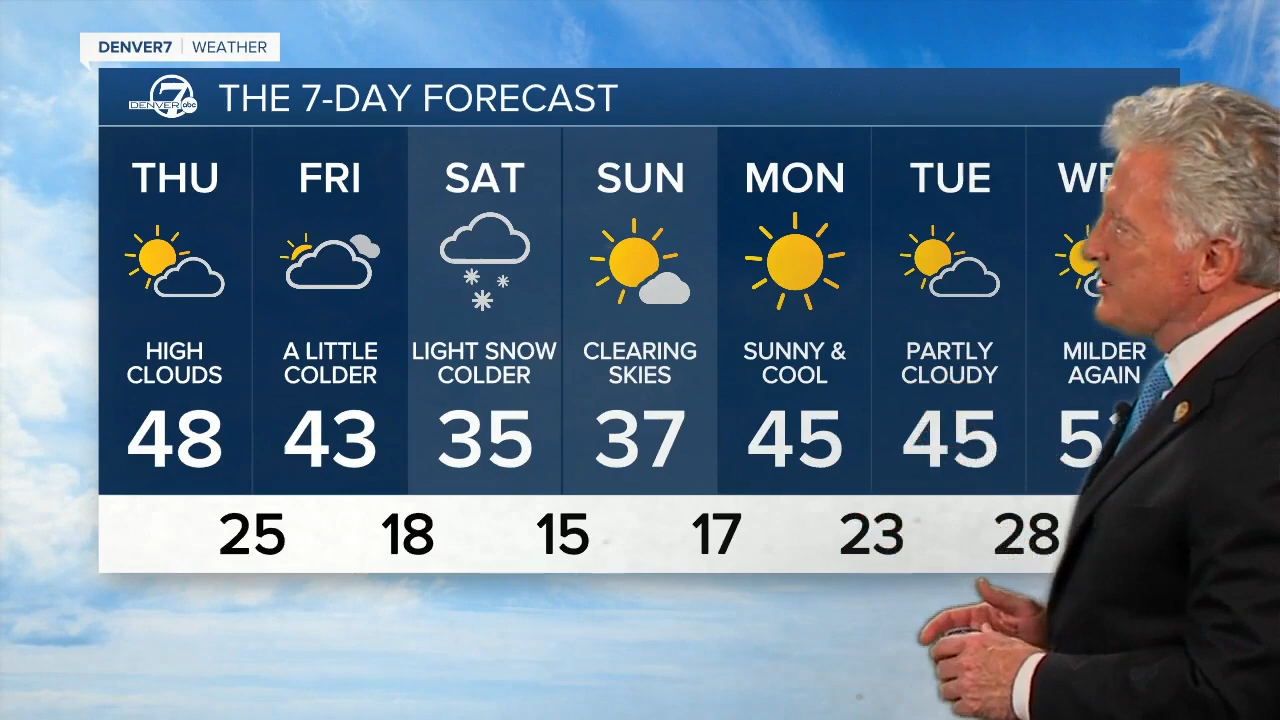 DENVER7 | WEATHER
7
DENVER abc
THE 7-DAY FORECAST
THU FRI SAT SUN MON TUE
HIGH CLOUDS
A LITTLE COLDER
LIGHT SNOW COLDER
CLEARING SKIES
SUNNY & COOL
PARTLY CLOUDY
MILDER AGAIN
48 43 35 37 45 45
25 18 15 17 23 28